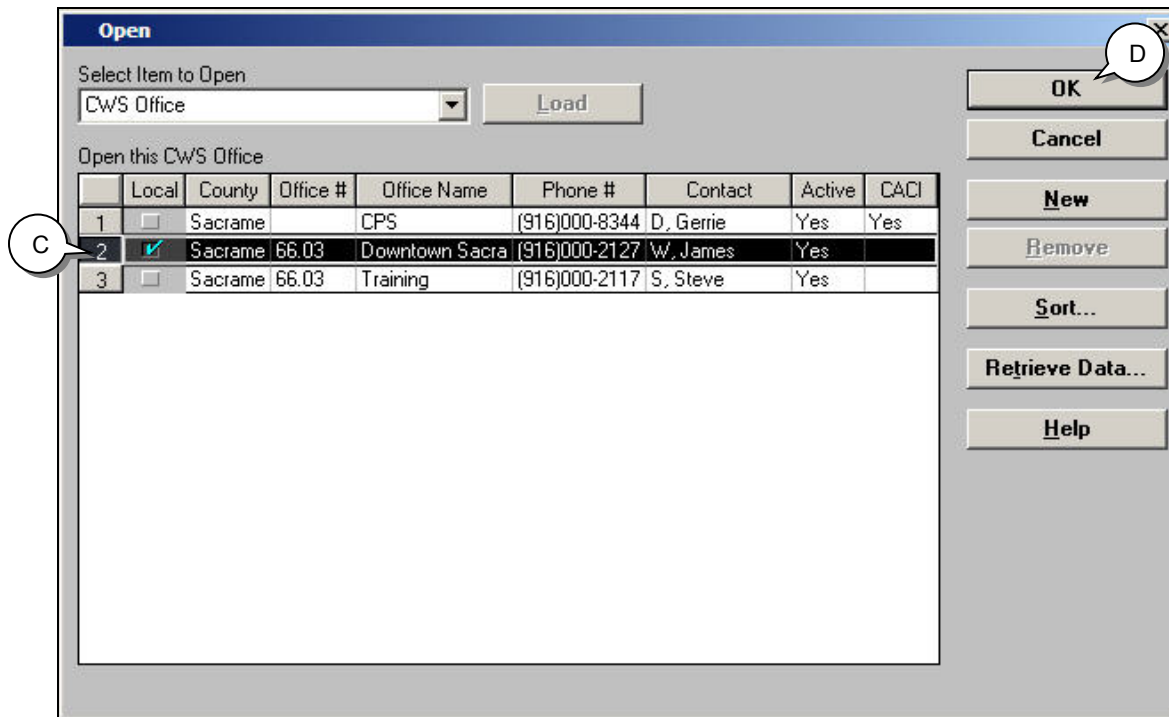 Open
D
Select Item to Open
CWS Office
Load
OK
Cancel
Open this CWS Office
Local County Office # Office Name Phone # Contact Active CACI
New
1 Sacrame CPS (916)000-8344 D, Gerrie Yes Yes
C
2 Sacrame 66.03 Downtown Sacra (916)000-2127 W, James Yes
Remove
3 Sacrame 66.03 Training (916)000-2117 S, Steve Yes
Sort...
Retrieve Data...
Help